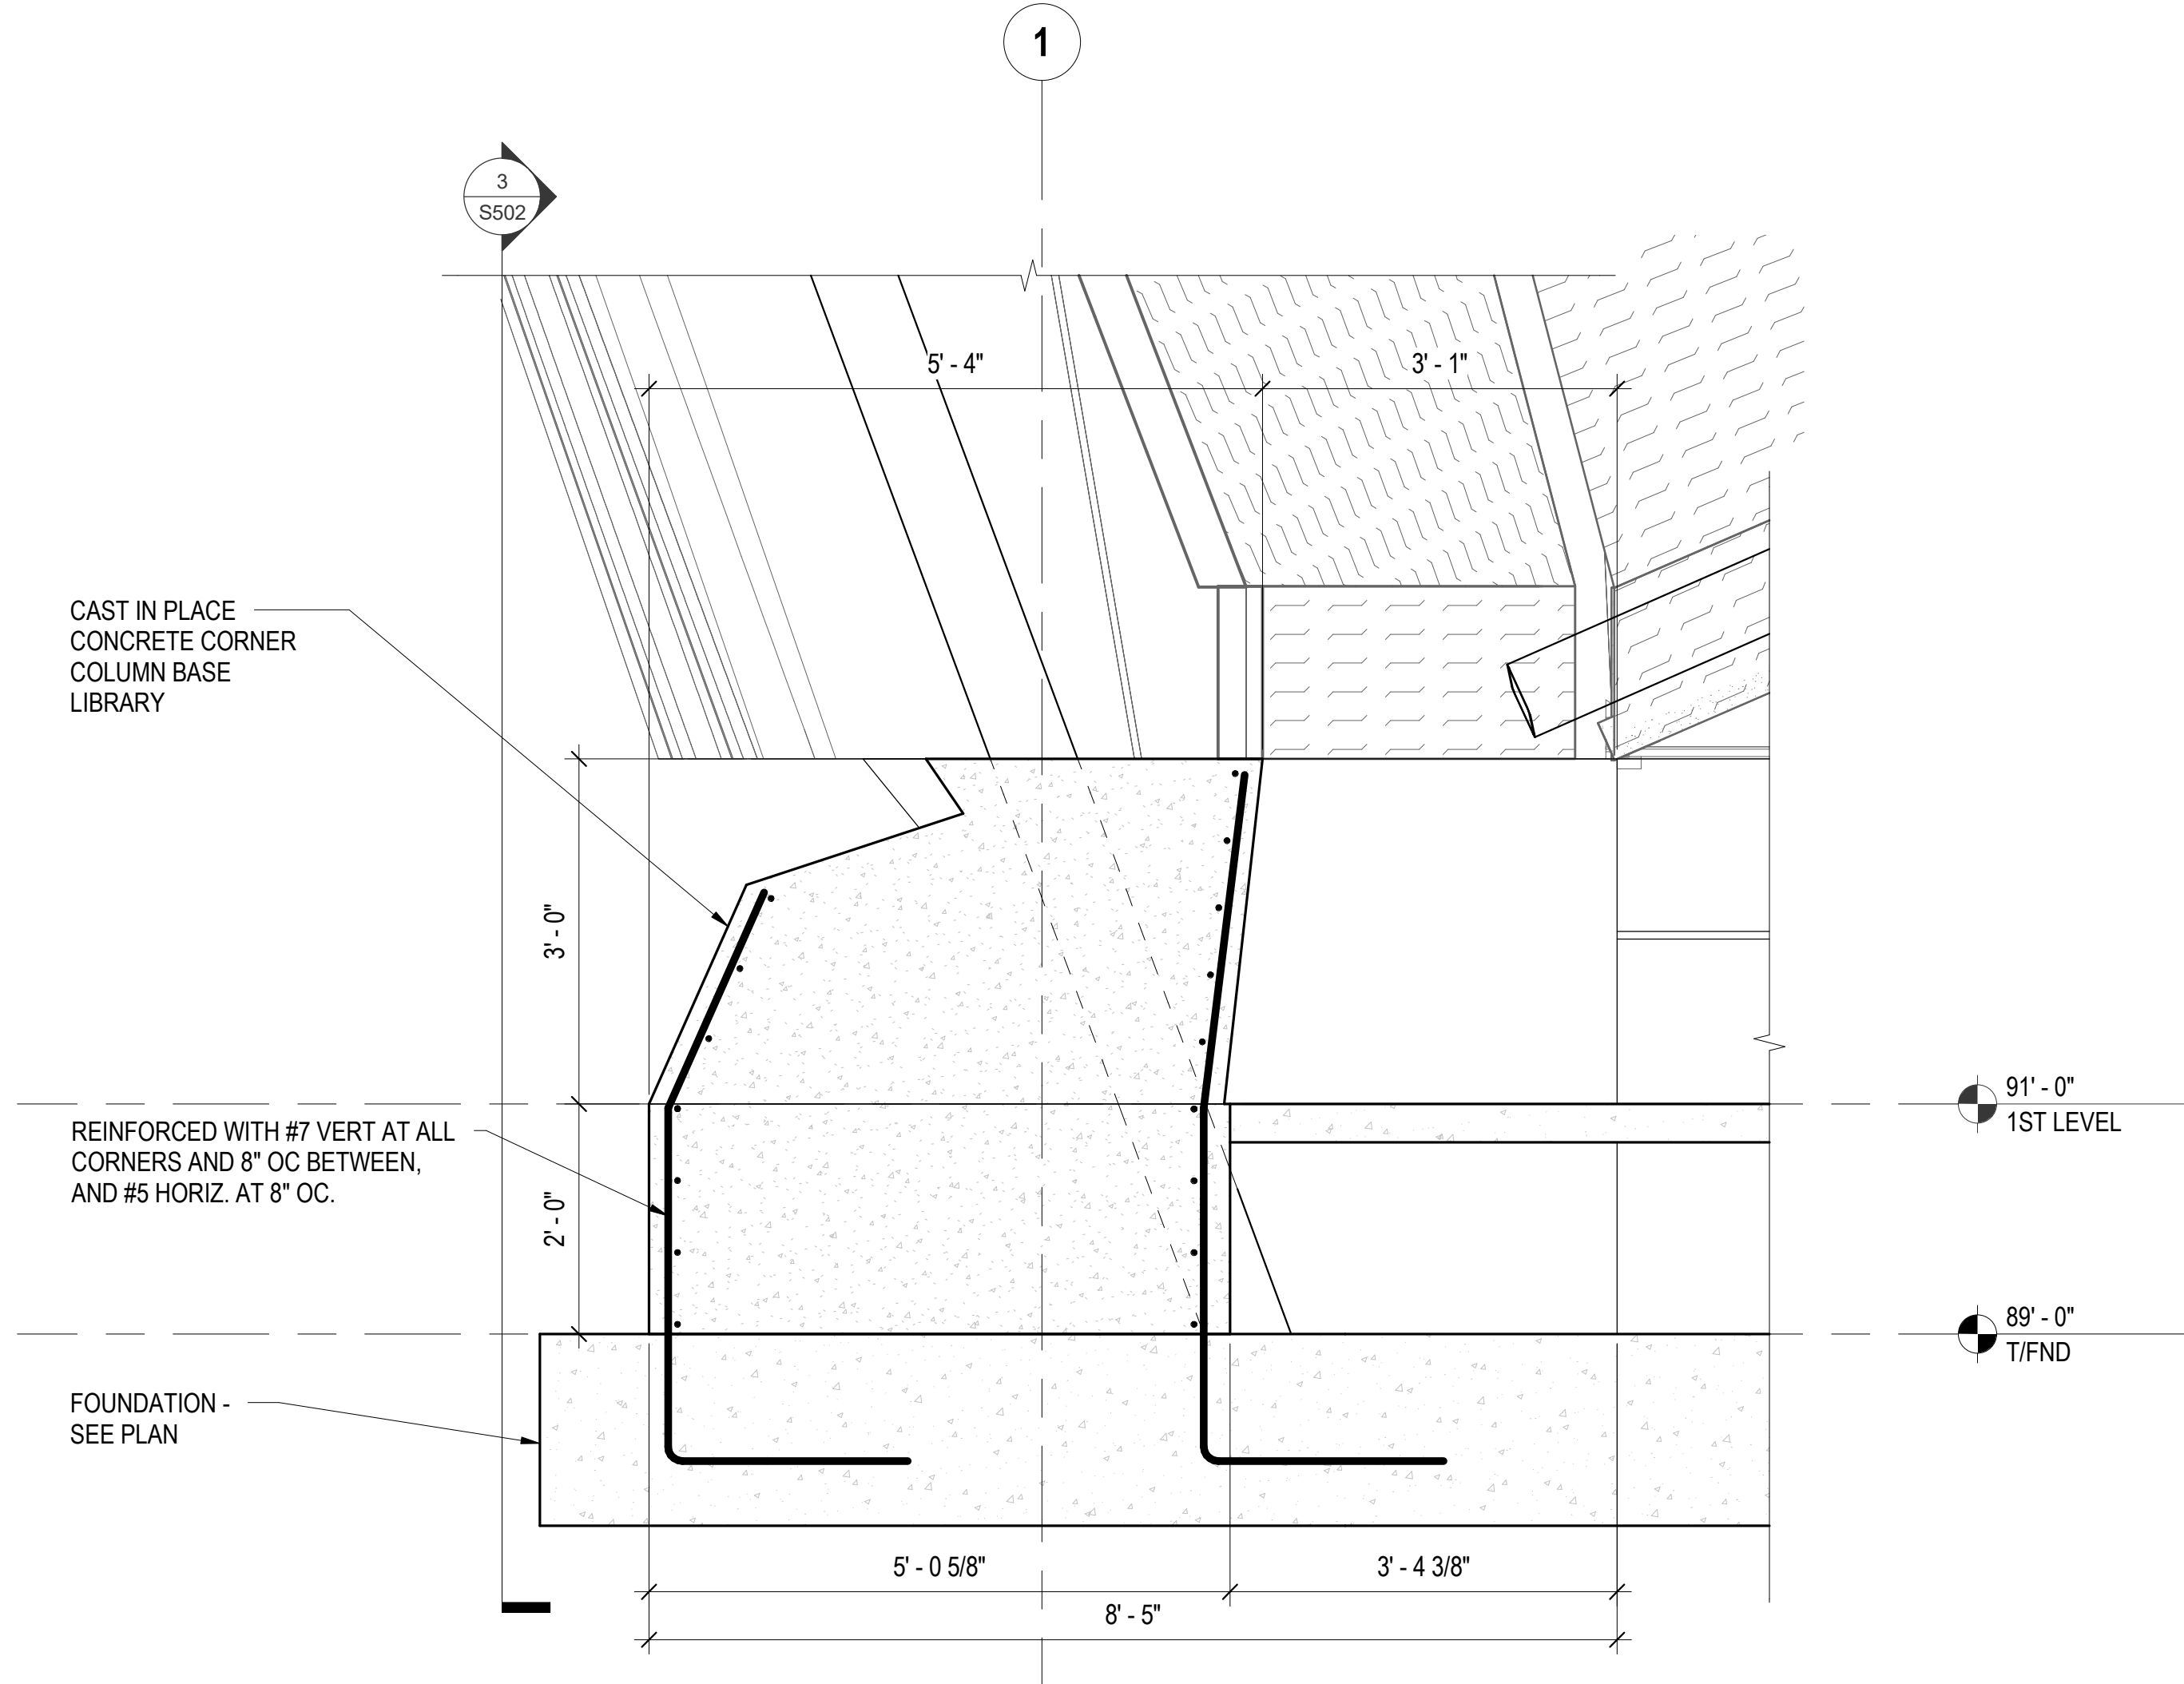 1
3
S502
5' - 4"
3' - 1"
CAST IN PLACE
CONCRETE CORNER
COLUMN BASE
LIBRARY
3' - 0"
91' - 0"
1ST LEVEL
REINFORCED WITH #7 VERT AT ALL
CORNERS AND 8" OC BETWEEN,
AND #5 HORIZ. AT 8" OC.
2' - 0"
89' - 0"
T/FND
FOUNDATION -
SEE PLAN
5' - 0 5/8"
3' - 4 3/8"
8' - 5"